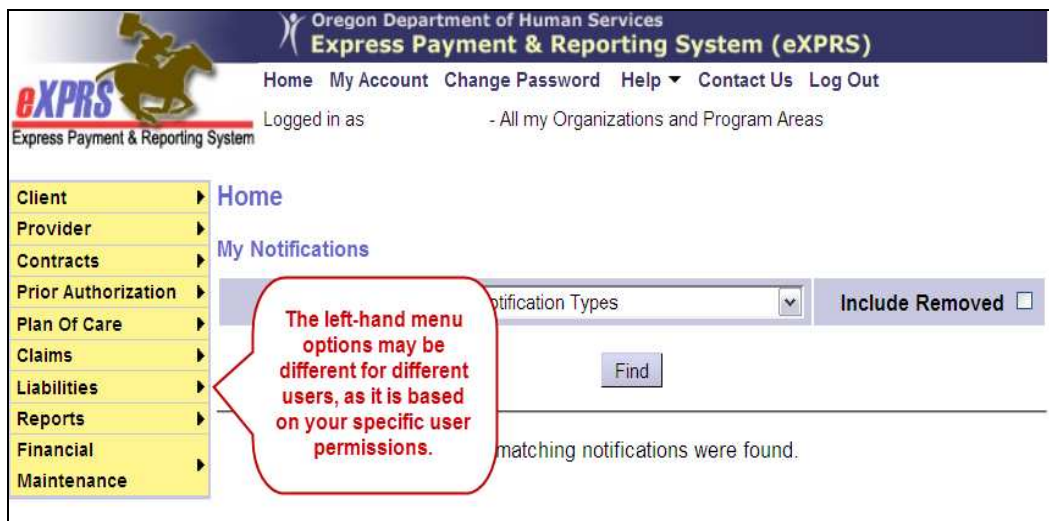 Oregon Department of Human Services
Express Payment & Reporting System (eXPRS)
eXPRS
Express Payment & Reporting System
Home My Account Change Password Help Contact Us Log Out
Logged in as - All my Organizations and Program Areas
Client
Provider
Contracts
Prior Authorization
Plan Of Care
Claims
Liabilities
Reports
Financial
Maintenance
Home
My Notifications
Types
Include Removed
The left-hand menu
options may be
different for different
users, as it is based
on your specific user
permissions.
Find
matching notifications were found.